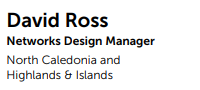 David Ross
Networks Design Manager
North Caledonia and
Highlands & Islands